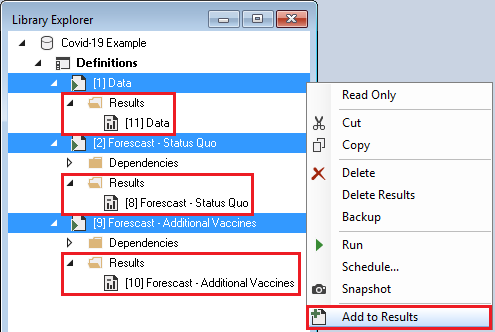 Library Explorer
Covid-19 Example
Definitions
[1] Data
Results
[11] Data
[2] Forescast - Status Quo
Dependencies
Results
[8] Forescast - Status Quo
[9] Forescast - Additional Vaccines
Dependencies
Results
[10] Forescast - Additional Vaccines
Read Only
Cut
Copy
Delete
Delete Results
Backup
Run
Schedule...
Snapshot
Add to Results